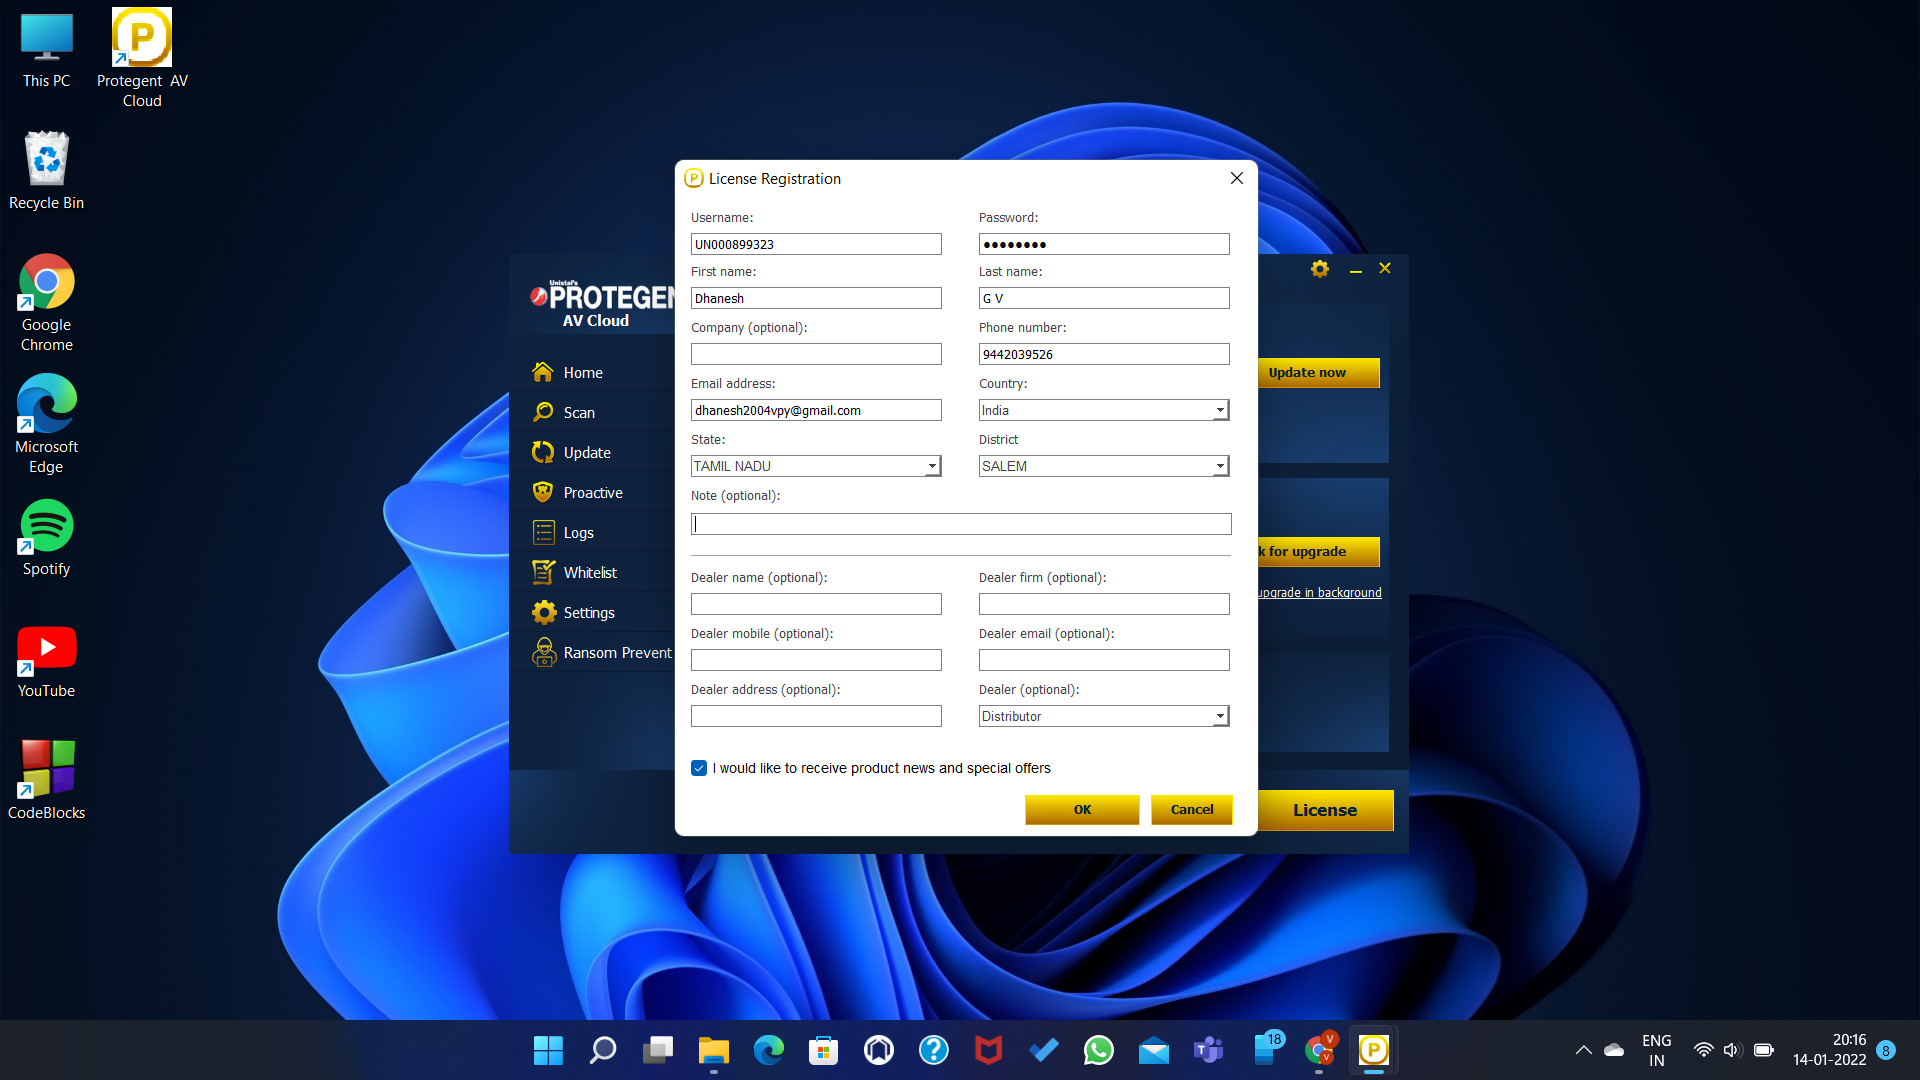 This PC
Protegent AV
Cloud
Recycle Bin
Google
Chrome
Microsoft
Edge
Spotify
YouTube
CodeBlocks
License Registration
Username:
Password:
UN000899323
●●●●●●●●
First name:
Last name:
Dhanesh
G V
Company (optional):
Phone number:
9442039526
Email address:
Country:
dhanesh2004vpy@gmail.com
India
State:
District
TAMIL NADU
SALEM
Note (optional):
Dealer name (optional):
Dealer firm (optional):
Dealer mobile (optional):
Dealer email (optional):
Dealer address (optional):
Dealer (optional):
Distributor
I would like to receive product news and special offers
OK
Cancel
Unistal's
PROTEGEN
AV Cloud
Home
Scan
Update
Proactive
Logs
Whitelist
Settings
Ransom Prevent
Update now
k for upgrade
upgrade in background
License
18
V
V
ENG
IN
20:16
14-01-2022
8